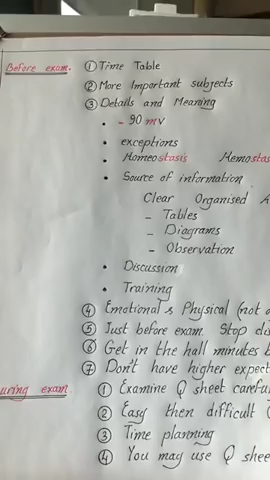 Before exam. ① Time Table
② More Important subjects
③ Details and Meaning
• - 90 mv
• exceptions
• Homeostasis Hemostas
• Source of information
Clear Organised A
- Tables
- Diagrams
- Observation
• Discussion
• Training
④ Emotional & Physical (not
⑤ Just before exam. Stop dis
⑥ Get in the hall minutes b
⑦ Don't have higher expect
uring exam. ① Examine Q sheet careful
② Easy then difficult
③ Time planning
④ You may use Q shee